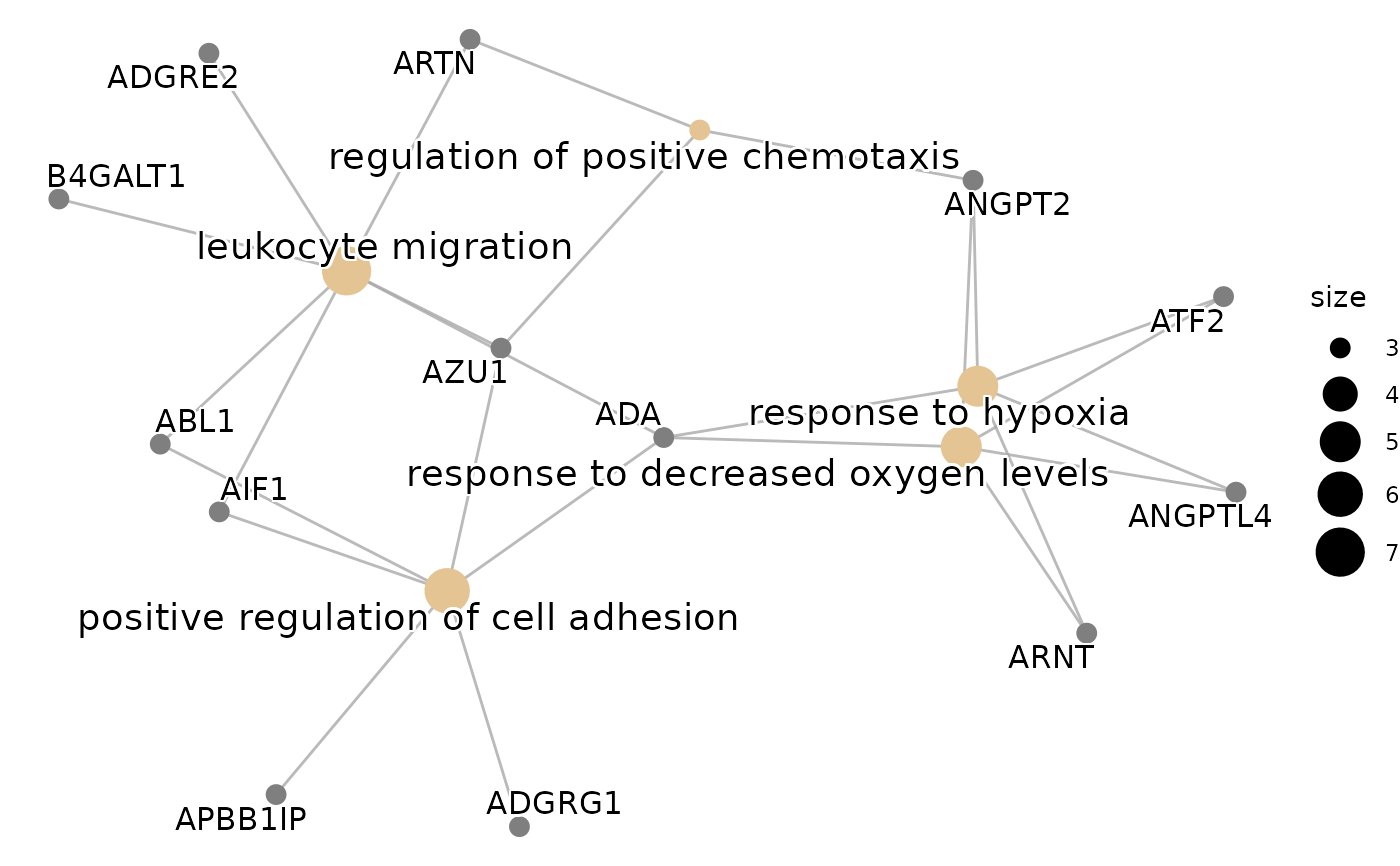 ARTN
ADGRE2
regulation of positive chemotaxis
B4GALT1
ANGPT2
leukocyte migration
size
ATF2
3
AZU1
4
ADA
response to hypoxia
ABL1
5
response to decreased oxygen levels
AIF1
6
ANGPTL4
7
positive regulation of cell adhesion
ARNT
ADGRG1
APBB1IP